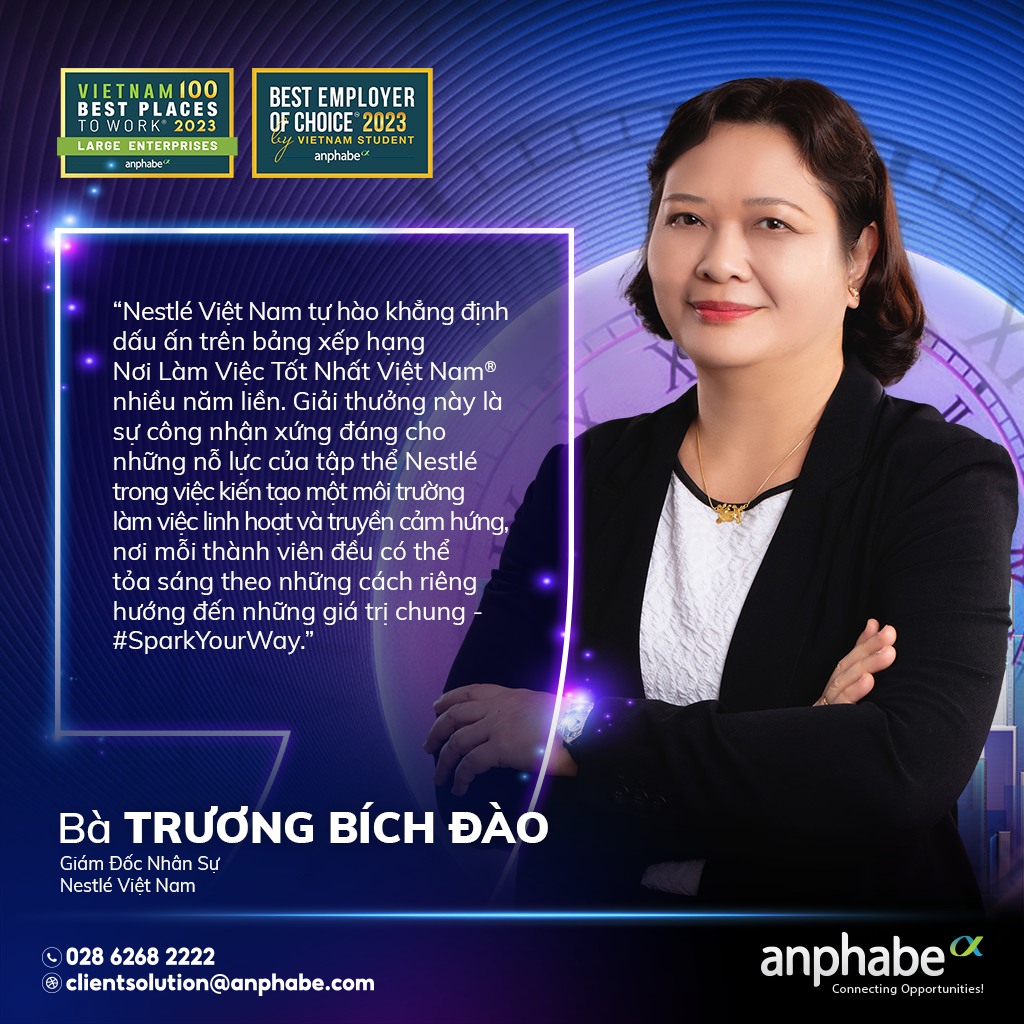 VIETNAM 100
BEST PLACES
TO WORK® 2023
LARGE ENTERPRISES
anphabe
BEST EMPLOYER
OF CHOICE® 2023
by VIETNAM STUDENT
anphabe
“Nestlé Việt Nam tự hào khẳng định
dấu ấn trên bảng xếp hạng
Nơi Làm Việc Tốt Nhất Việt Nam®
nhiều năm liền. Giải thưởng này là
sự công nhận xứng đáng cho
những nỗ lực của tập thể Nestlé
trong việc kiến tạo một môi trường
làm việc linh hoạt và truyền cảm hứng,
nơi mỗi thành viên đều có thể
tỏa sáng theo những cách riêng
hướng đến những giá trị chung -
#SparkYourWay.”
Bà TRƯƠNG BÍCH ĐÀO
Giám Đốc Nhân Sự
Nestlé Việt Nam
028 6268 2222
clientsolution@anphabe.com
anphabe
Connecting Opportunities!